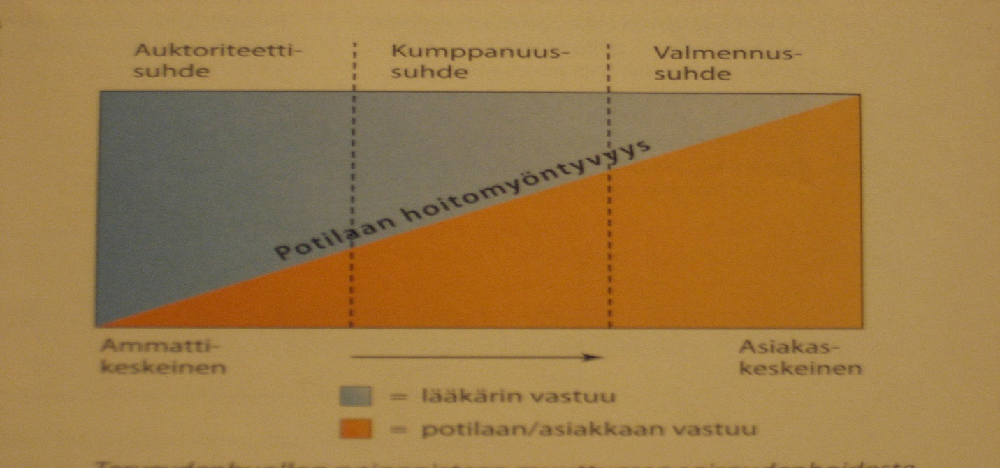 Auktoriteetti-
suhde
Kumppanuus-
suhde
Valmennus-
suhde
Potilaan hoitomyöntyvyys
Ammatti-
keskeinen
Asiakas-
keskeinen
= lääkärin vastuu
= potilaan/asiakkaan vastuu